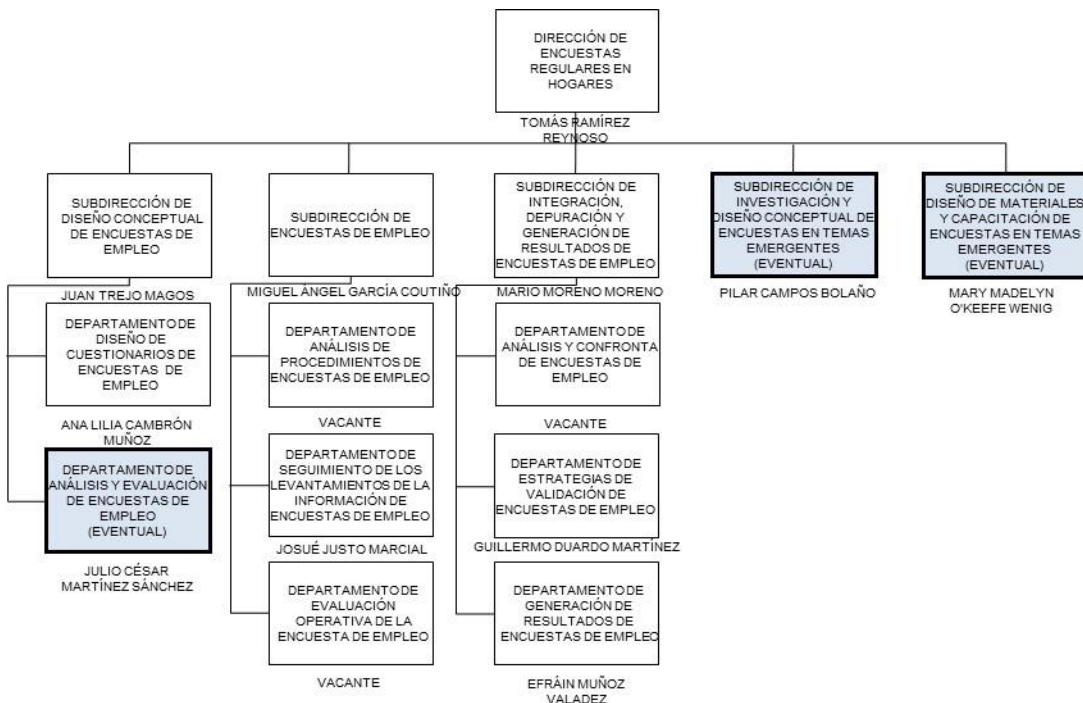 DIRECCIÓN DE
ENCUESTAS
REGULARES EN
HOGARES
TOMÁS RAMÍREZ
REYNOSO
SUBDIRECCIÓN DE
DISEÑO CONCEPTUAL
DE ENCUESTAS DE
EMPLEO
JUAN TREJO MAGOS
SUBDIRECCIÓN DE
ENCUESTAS DE EMPLEO
MIGUEL ÁNGEL GARCÍA COUTIÑO
SUBDIRECCIÓN DE
INTEGRACIÓN,
DEPURACIÓN Y
GENERACIÓN DE
RESULTADOS DE
ENCUESTAS DE EMPLEO
MARIO MORENO MORENO
SUBDIRECCIÓN DE
INVESTIGACIÓN Y
DISEÑO CONCEPTUAL DE
ENCUESTAS EN TEMAS
EMERGENTES
(EVENTUAL)
PILAR CAMPOS BOLAÑO
SUBDIRECCIÓN DE
DISEÑO DE MATERIALES
Y CAPACITACIÓN DE
ENCUESTAS EN TEMAS
EMERGENTES
(EVENTUAL)
MARY MADELYN
O'KEEFE WENIG
DEPARTAMENTO DE
DISEÑO DE
CUESTIONARIOS DE
ENCUESTAS DE
EMPLEO
ANA LILIA CAMBRÓN
MUÑOZ
DEPARTAMENTO DE
ANÁLISIS DE
PROCEDIMIENTOS DE
ENCUESTAS DE EMPLEO
VACANTE
DEPARTAMENTO DE
ANÁLISIS Y CONFRONTA
DE ENCUESTAS DE
EMPLEO
VACANTE
DEPARTAMENTO DE
ANÁLISIS Y EVALUACIÓN
DE ENCUESTAS DE
EMPLEO
(EVENTUAL)
JULIO CÉSAR
MARTÍNEZ SÁNCHEZ
DEPARTAMENTO DE
SEGUIMIENTO DE LOS
LEVANTAMIENTOS DE LA
INFORMACIÓN DE
ENCUESTAS DE EMPLEO
JOSUÉ JUSTO MARCIAL
DEPARTAMENTO DE
ESTRATEGIAS DE
VALIDACIÓN DE
ENCUESTAS DE EMPLEO
GUILLERMO DUARDO MARTÍNEZ
DEPARTAMENTO DE
EVALUACIÓN
OPERATIVA DE LA
ENCUESTA DE EMPLEO
VACANTE
DEPARTAMENTO DE
GENERACIÓN DE
RESULTADOS DE
ENCUESTAS DE EMPLEO
EFRÁIN MUÑOZ
VALADEZ